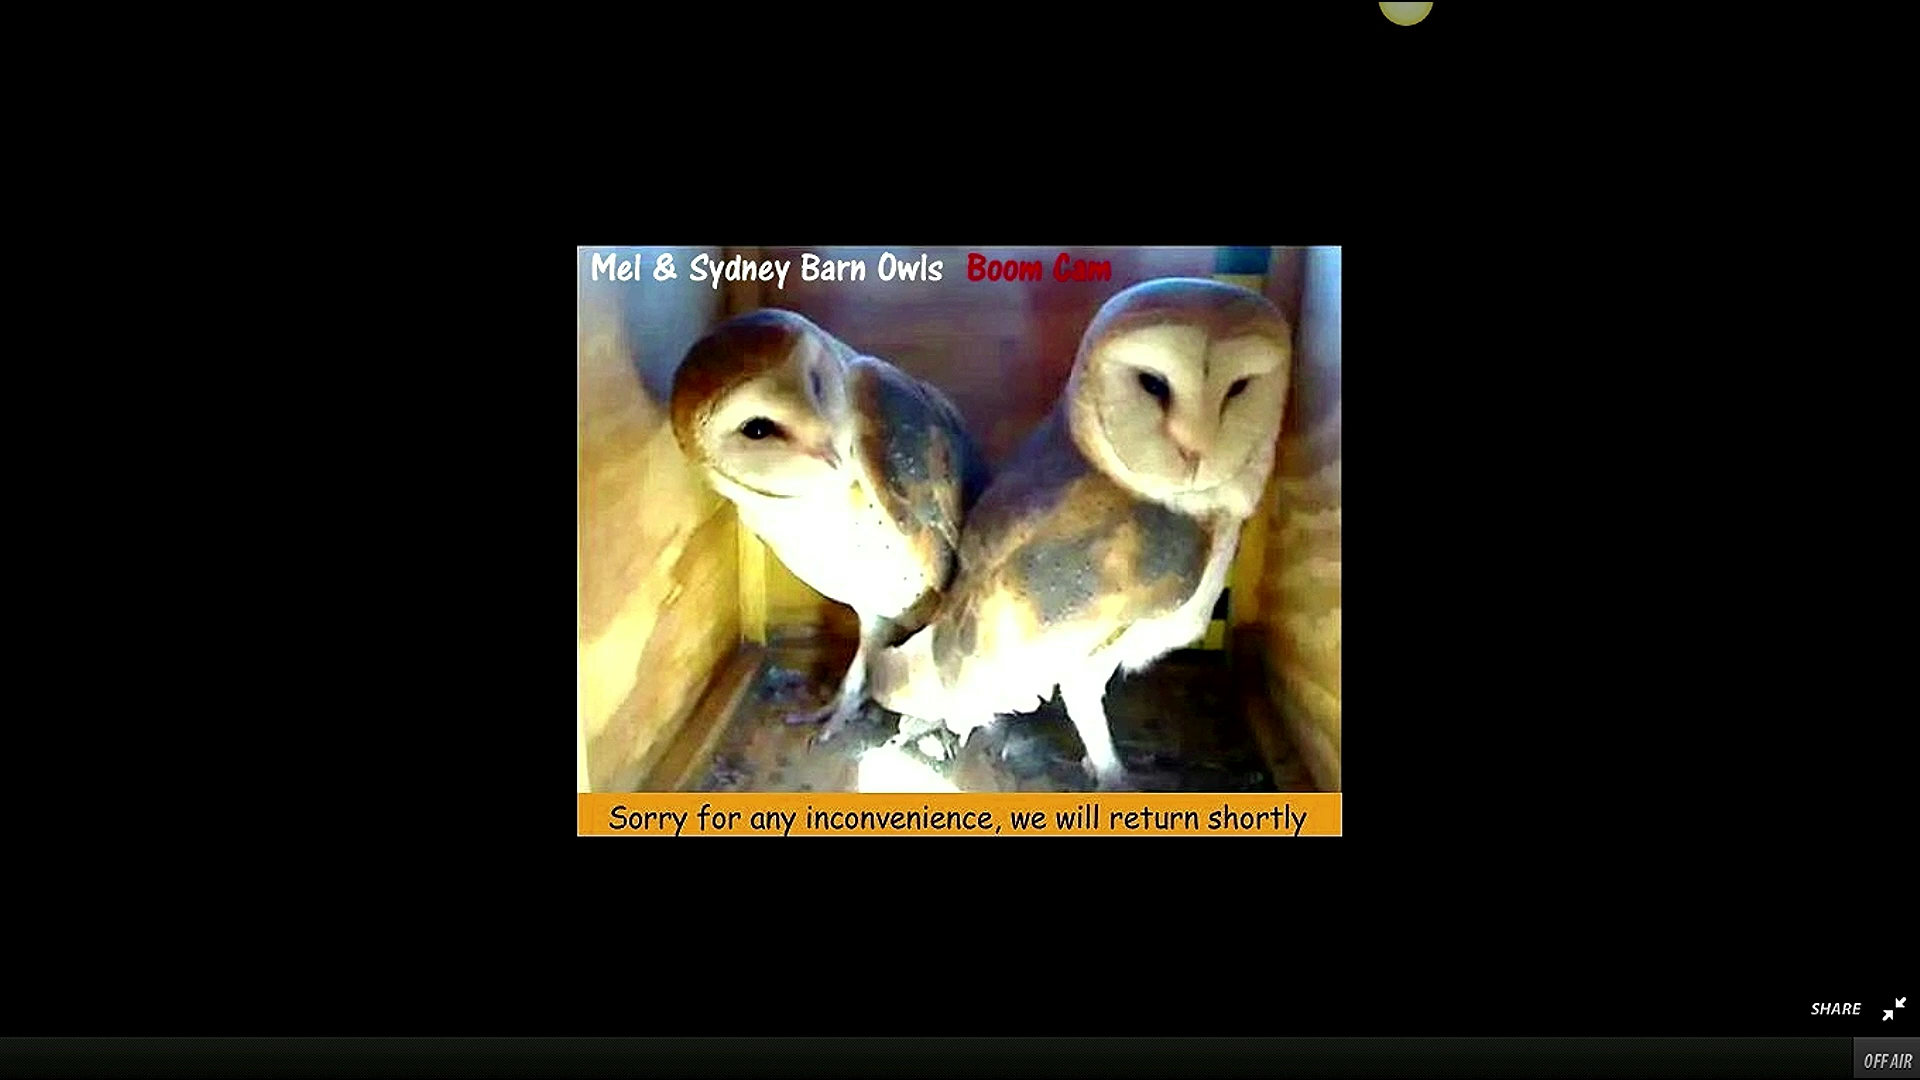 Mel & Sydney Barn Owls Boom Cam
Sorry for any inconvenience, we will return shortly
SHARE
OFF AIR